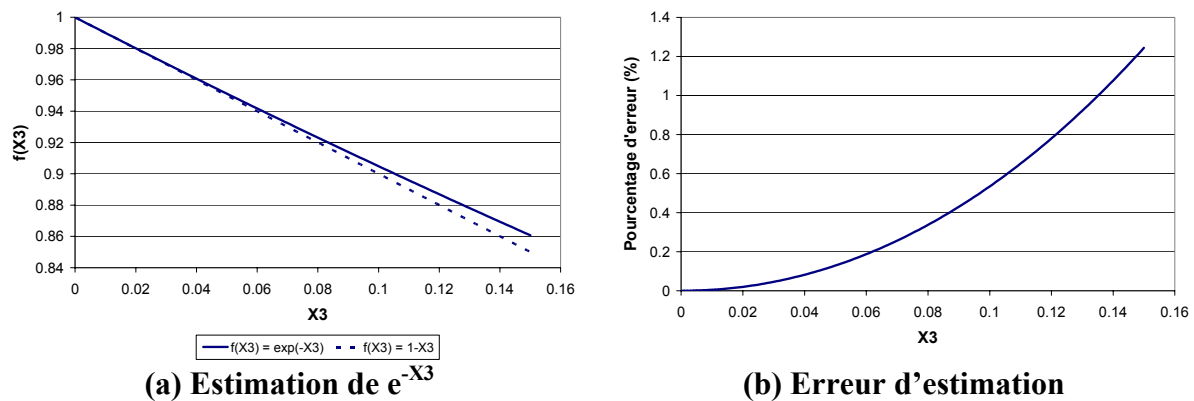 1
0.98
0.96
0.94
0.92
0.9
0.88
0.86
0.84
f(X3)
0 0.02 0.04 0.06 0.08 0.1 0.12 0.14 0.16
X3
f(X3) = exp(-X3) f(X3) = 1-X3
(a) Estimation de e^-X3
1.4
1.2
1
0.8
0.6
0.4
0.2
0
Pourcentage d'erreur (%)
0 0.02 0.04 0.06 0.08 0.1 0.12 0.14 0.16
X3
(b) Erreur d’estimation